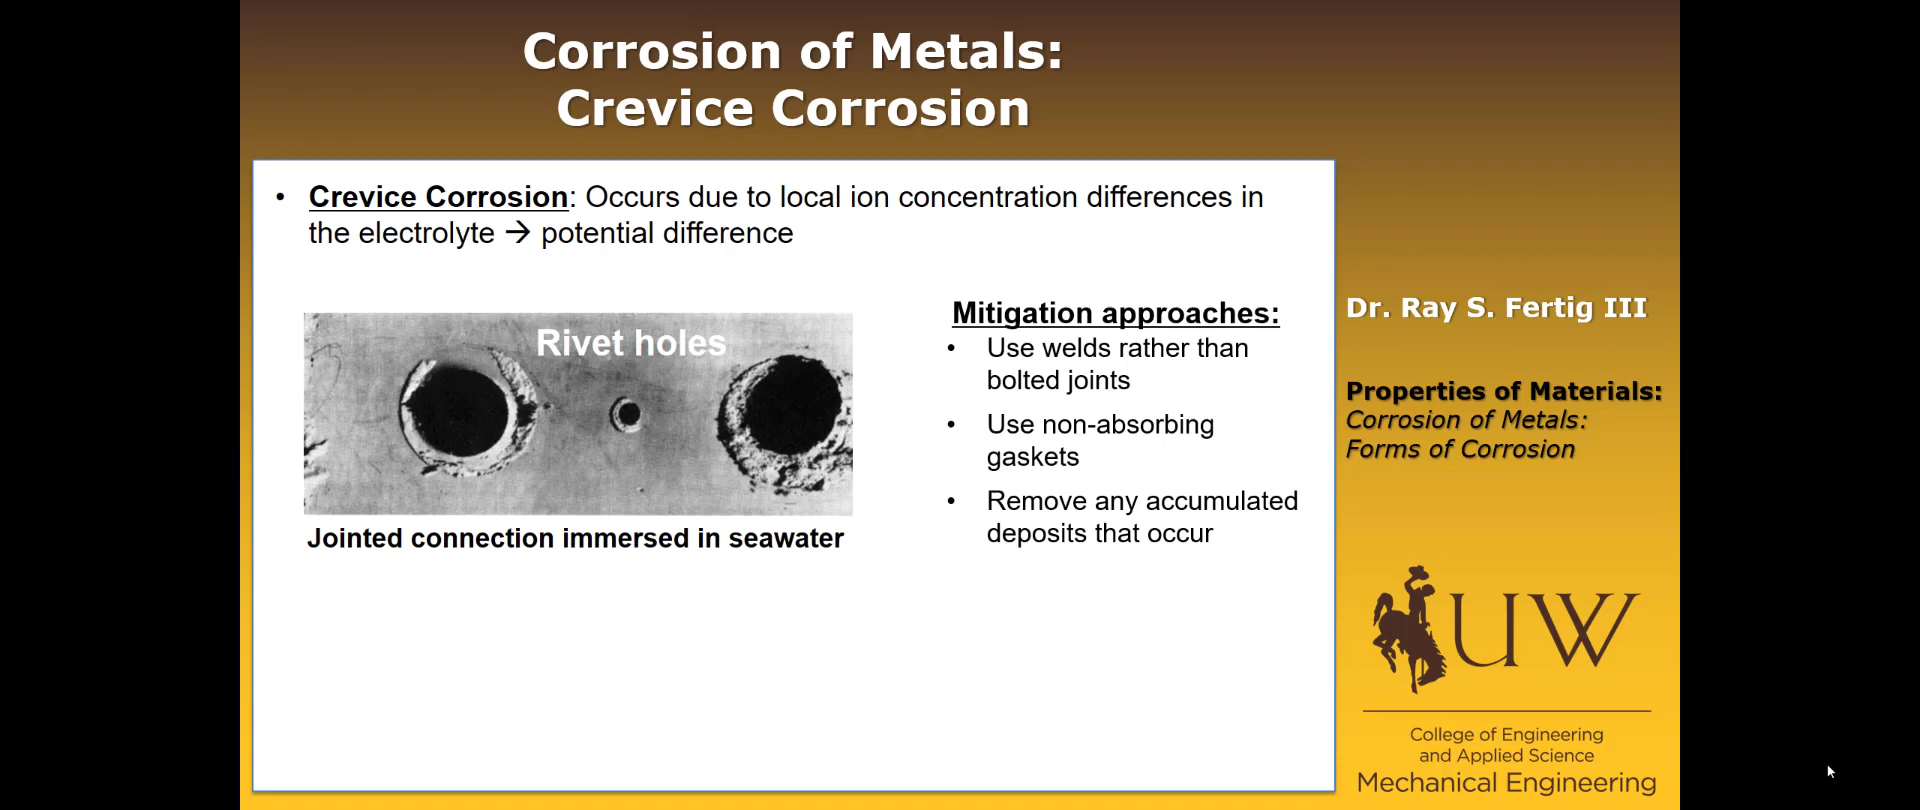 Corrosion of Metals:
Crevice Corrosion
• Crevice Corrosion: Occurs due to local ion concentration differences in
the electrolyte → potential difference
Rivet holes
Jointed connection immersed in seawater
Mitigation approaches:
• Use welds rather than
bolted joints
• Use non-absorbing
gaskets
• Remove any accumulated
deposits that occur
Dr. Ray S. Fertig III
Properties of Materials:
Corrosion of Metals:
Forms of Corrosion
UW
College of Engineering
and Applied Science
Mechanical Engineering